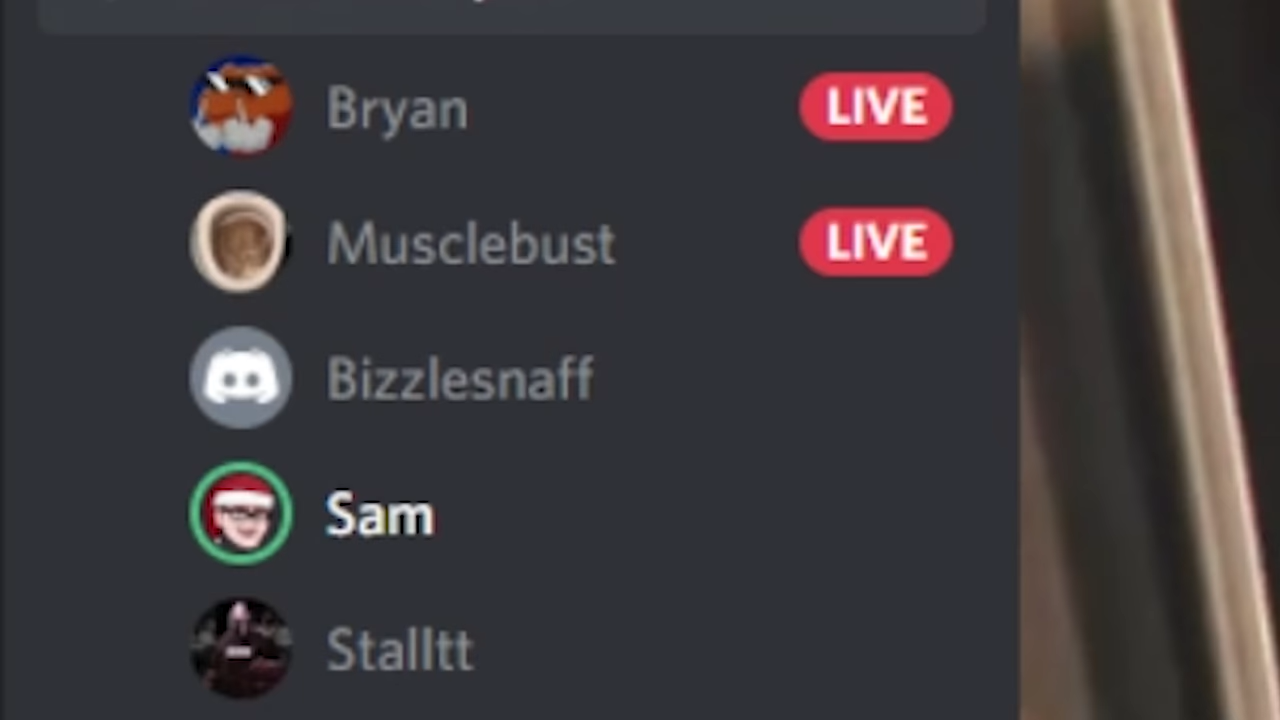 Bryan LIVE
Musclebust LIVE
Bizzlesnaff
Sam
Stalltt